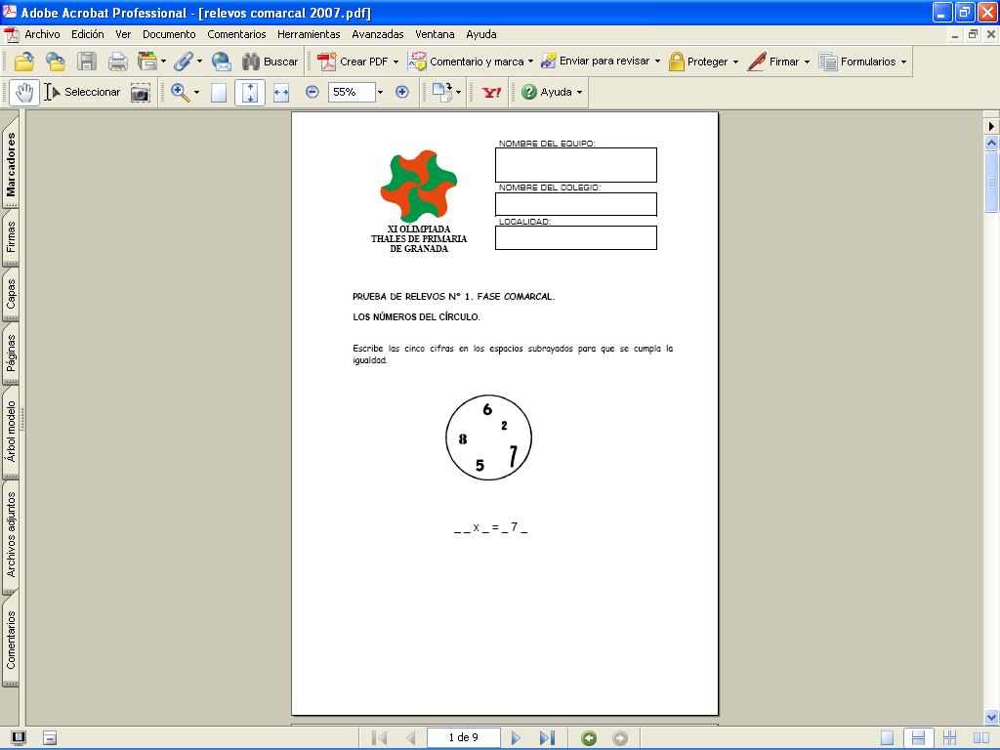 Adobe Acrobat Professional - [relevos comarcal 2007.pdf]
Archivo Edición Ver Documento Comentarios Herramientas Avanzadas Ventana Ayuda
Buscar Crear PDF Comentario y marca Enviar para revisar Proteger Firmar Formularios
Seleccionar 55% Y! Ayuda
Marcadores
Firmas
Capas
Páginas
Árbol modelo
Archivos adjuntos
Comentarios
NOMBRE DEL EQUIPO:
NOMBRE DEL COLEGIO:
LOCALIDAD:
XI OLIMPIADA
THALES DE PRIMARIA
DE GRANADA
PRUEBA DE RELEVOS Nº 1. FASE COMARCAL.
LOS NÚMEROS DEL CÍRCULO.
Escribe las cinco cifras en los espacios subrayados para que se cumpla la
igualdad.
6
2
8
7
5
_ _ x _ = _ 7 _
1 de 9